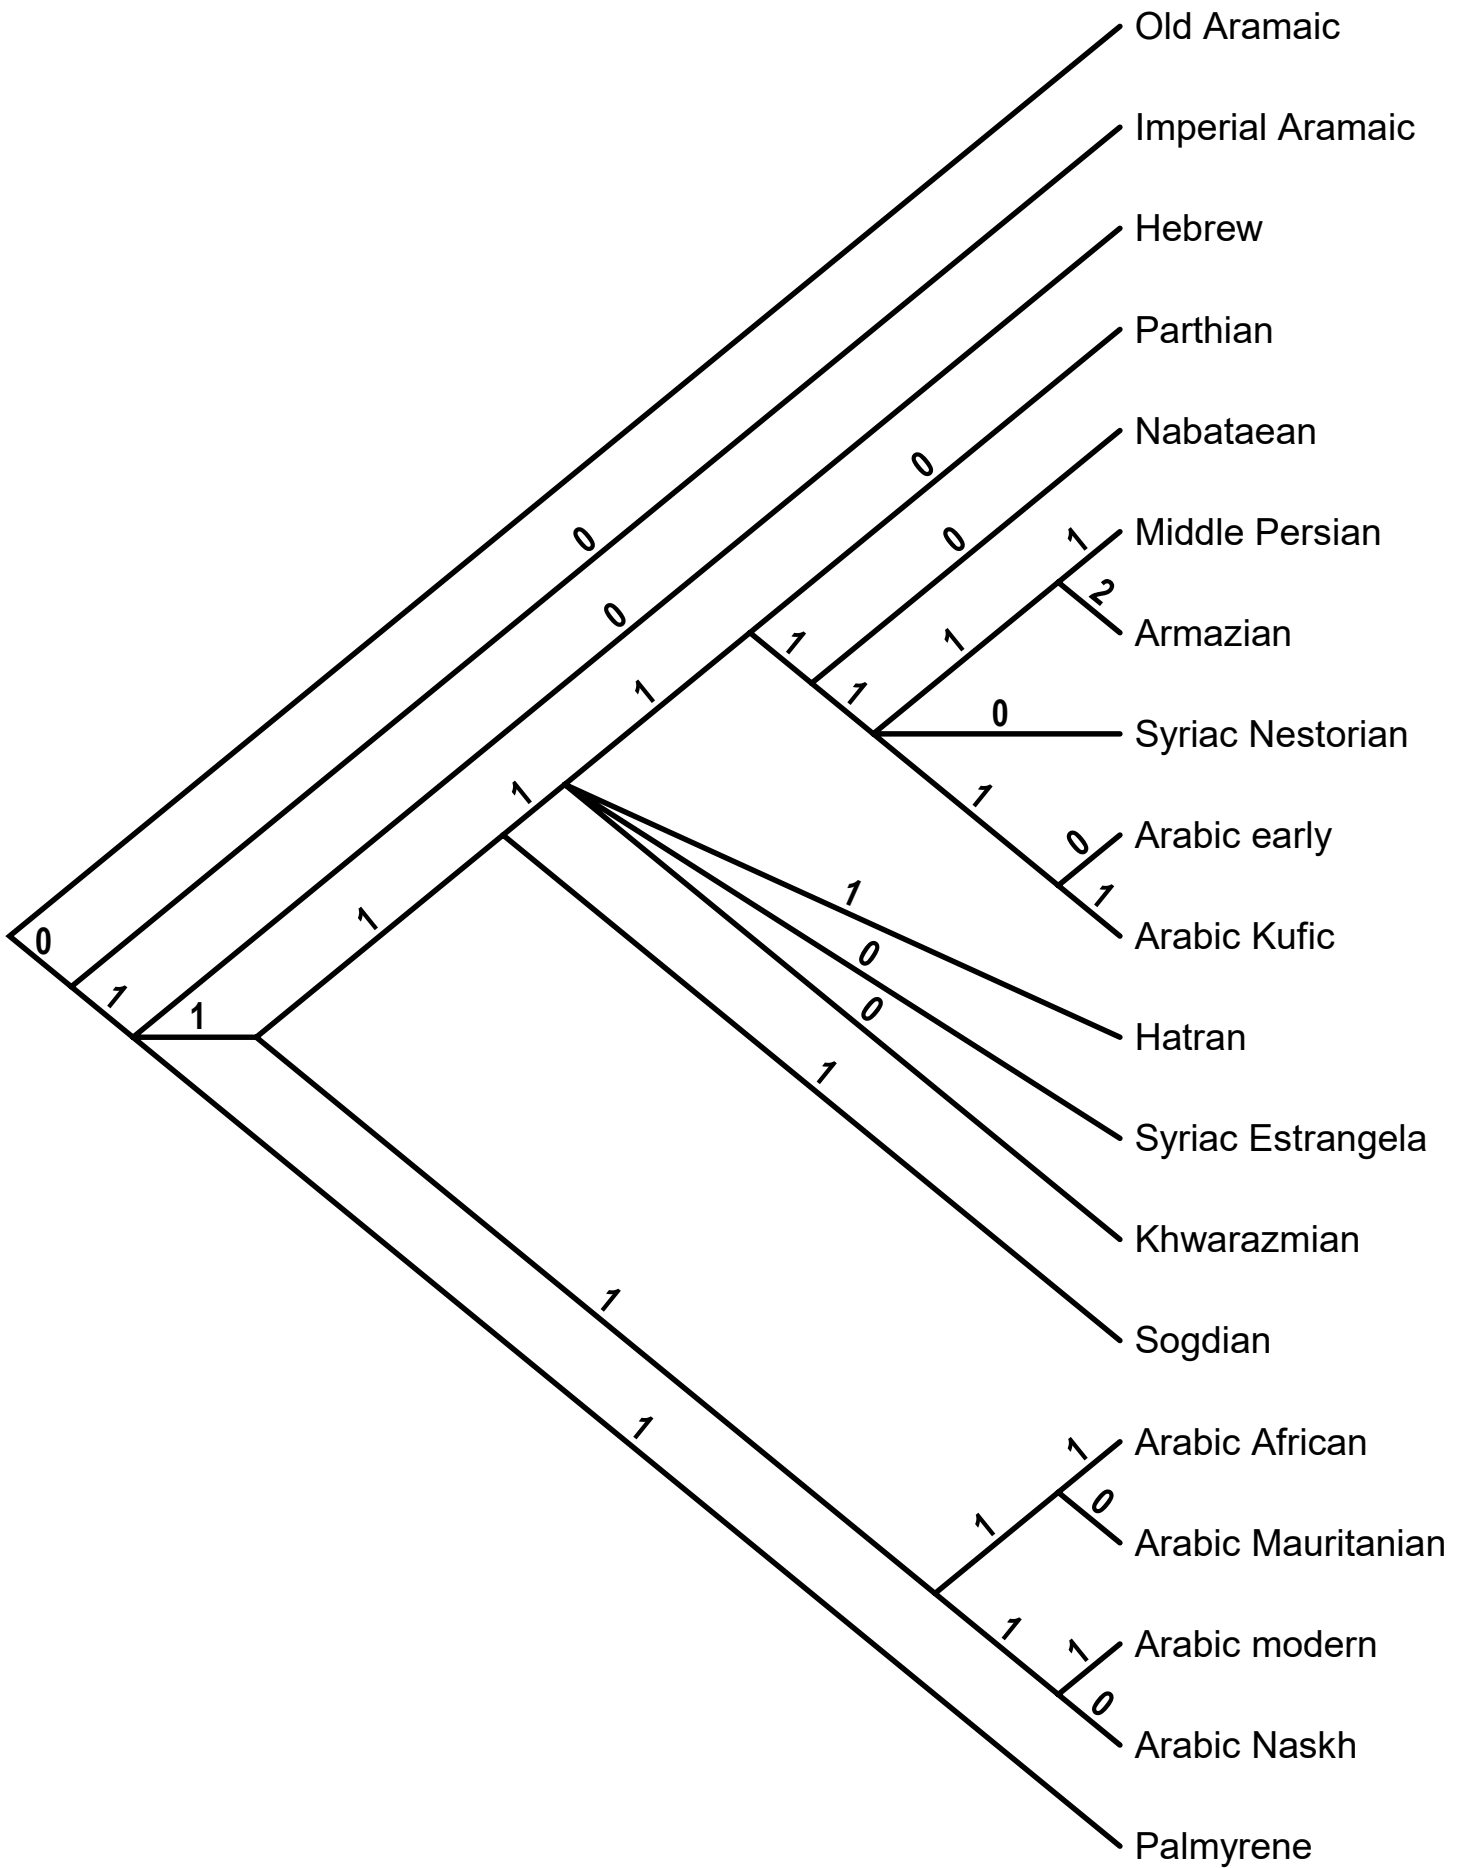 Old Aramaic
Imperial Aramaic
Hebrew
Parthian
0
Nabataean
0
1
Middle Persian
2
Armazian
0
0
1
1
1
1
0
Syriac Nestorian
1
1
1
0
Arabic early
1
Arabic Kufic
1
0
1
0
1
1
0
Hatran
1
Syriac Estrangela
Khwarazmian
1
Sogdian
1
1
Arabic African
0
1
Arabic Mauritanian
1
1
Arabic modern
0
Arabic Naskh
Palmyrene